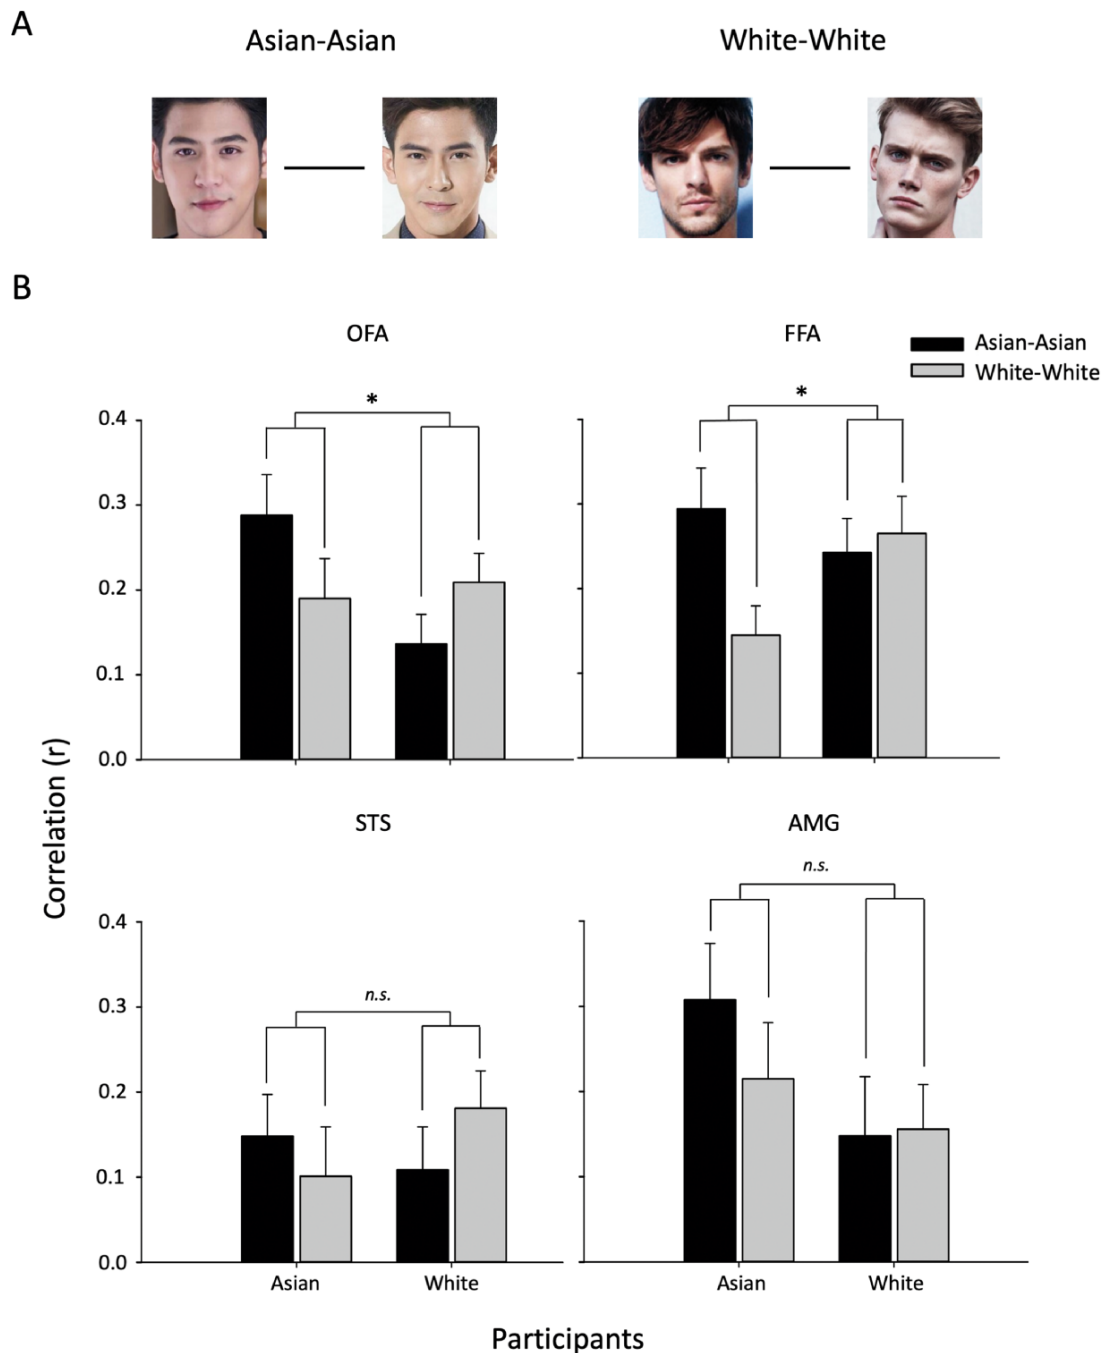 A
Asian-Asian
White-White
B
OFA
FFA
Asian-Asian
White-White
*
*
0.4
0.3
0.2
0.1
0.0
Correlation (r)
STS
AMG
n.s.
n.s.
0.4
0.3
0.2
0.1
0.0
Asian
White
Asian
White
Participants